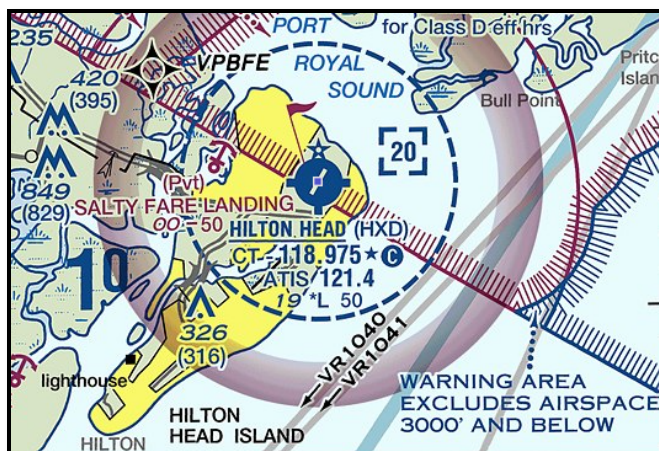 PORT
ROYAL
SOUND
for Class D eff hrs
235
420
(395)
VPBFE
Bull Point
Pritc
Islan
[20]
849
(829)
(Pvt)
SALTY FARE LANDING
00 - 50
HILTON HEAD (HXD)
CT - 118.975 ★ C
ATIS 121.4
19 *L 50
10
326
(316)
lighthouse
←VR1040
←VR1041
WARNING AREA
EXCLUDES AIRSPACE
3000' AND BELOW
HILTON
HEAD ISLAND
HILTON